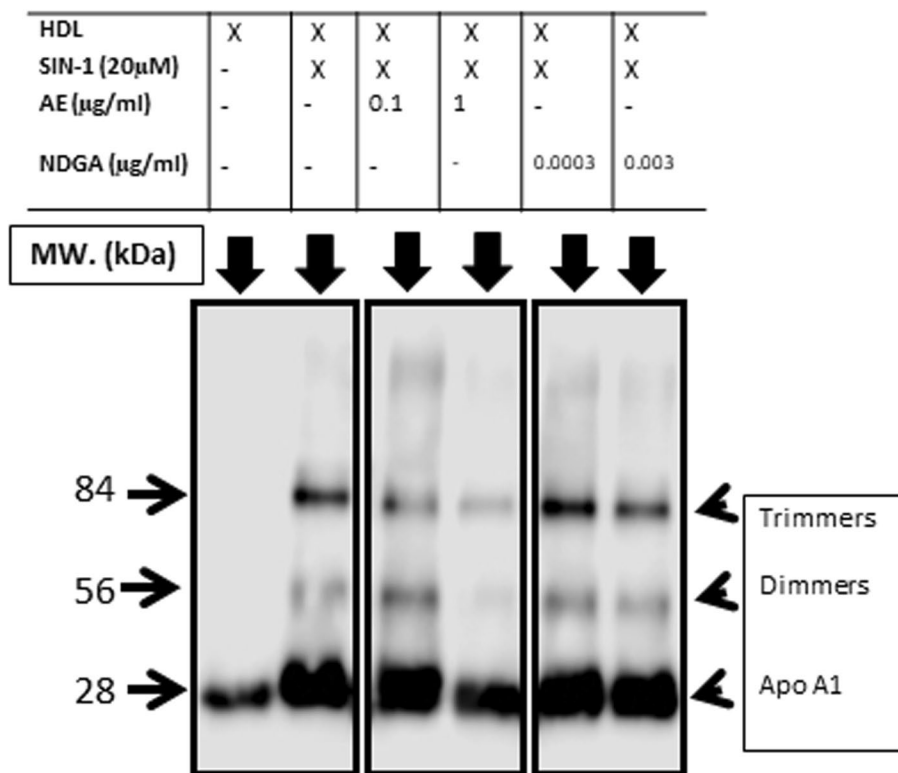 HDL X X X X X X
SIN-1 (20µM) - X X X X X
AE (µg/ml) - - 0.1 1 - -
NDGA (µg/ml) - - - - 0.0003 0.003
MW. (kDa)
84
Trimmers
56
Dimmers
28
Apo A1